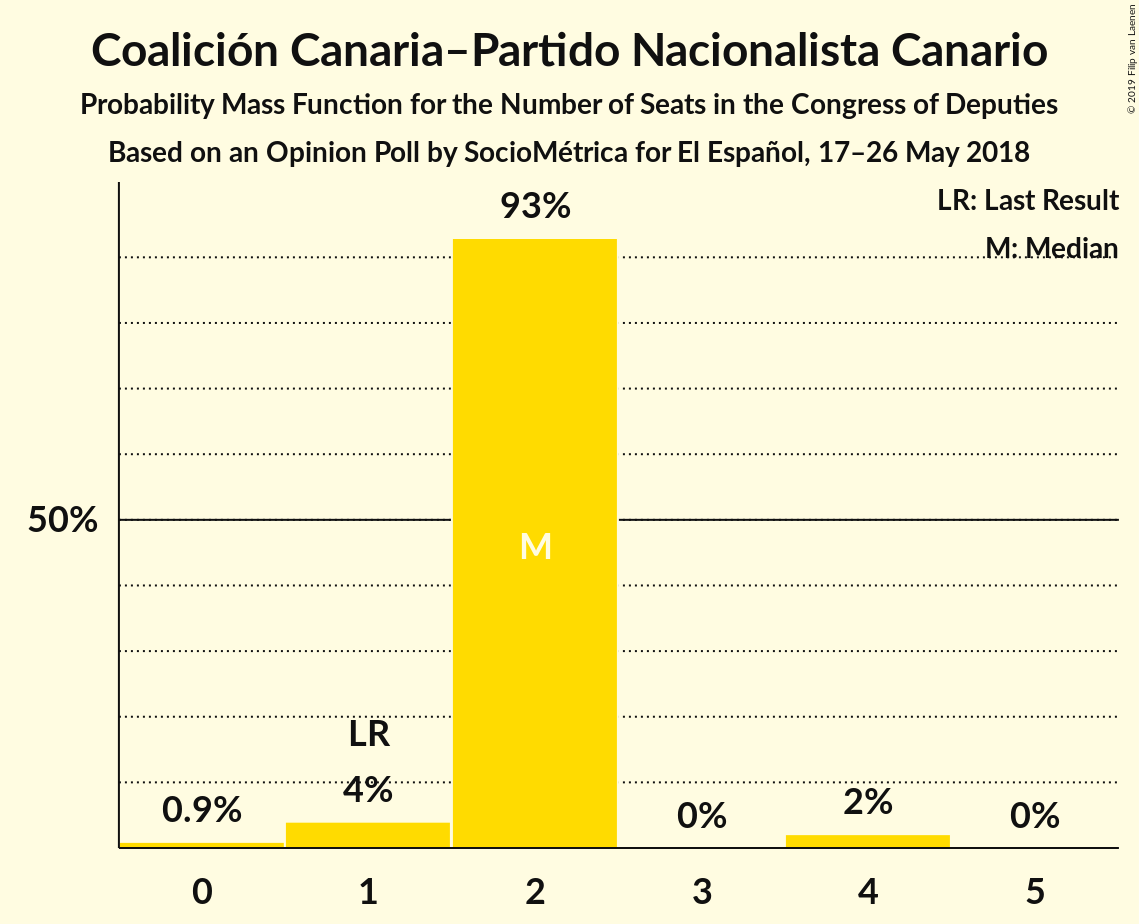 Coalición Canaria–Partido Nacionalista Canario
Probability Mass Function for the Number of Seats in the Congress of Deputies
Based on an Opinion Poll by SocioMétrica for El Español, 17–26 May 2018
© 2019 Filip van Laenen
LR: Last Result
M: Median
93%
50%
M
LR
0.9%
4%
0%
2%
0%
0
1
2
3
4
5